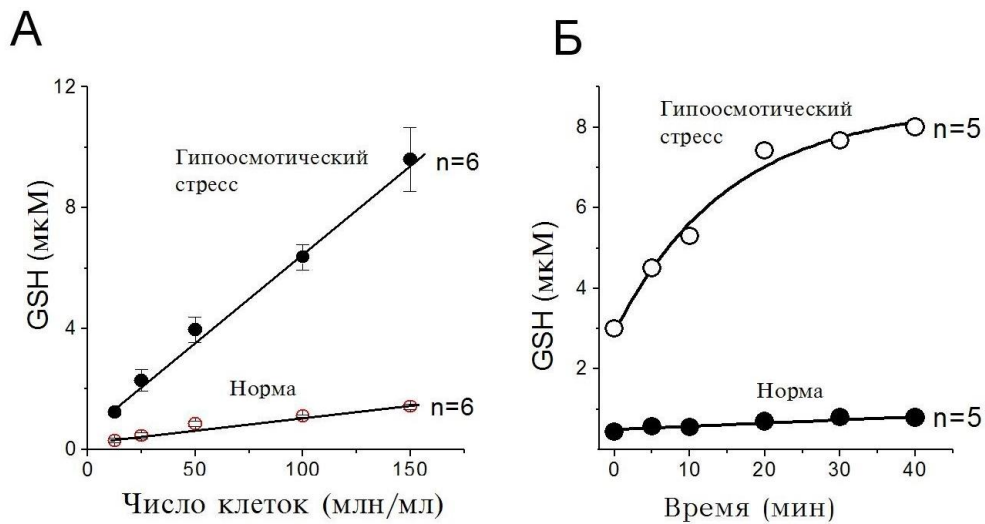 А
12
8
4
0
0
50
100
150
GSH (мкМ)
Гипоосмотический
стресс
n=6
Норма
n=6
Число клеток (млн/мл)
Б
8
6
4
2
0
10
20
30
40
GSH (мкМ)
Гипоосмотический
стресс
n=5
Норма
n=5
Время (мин)